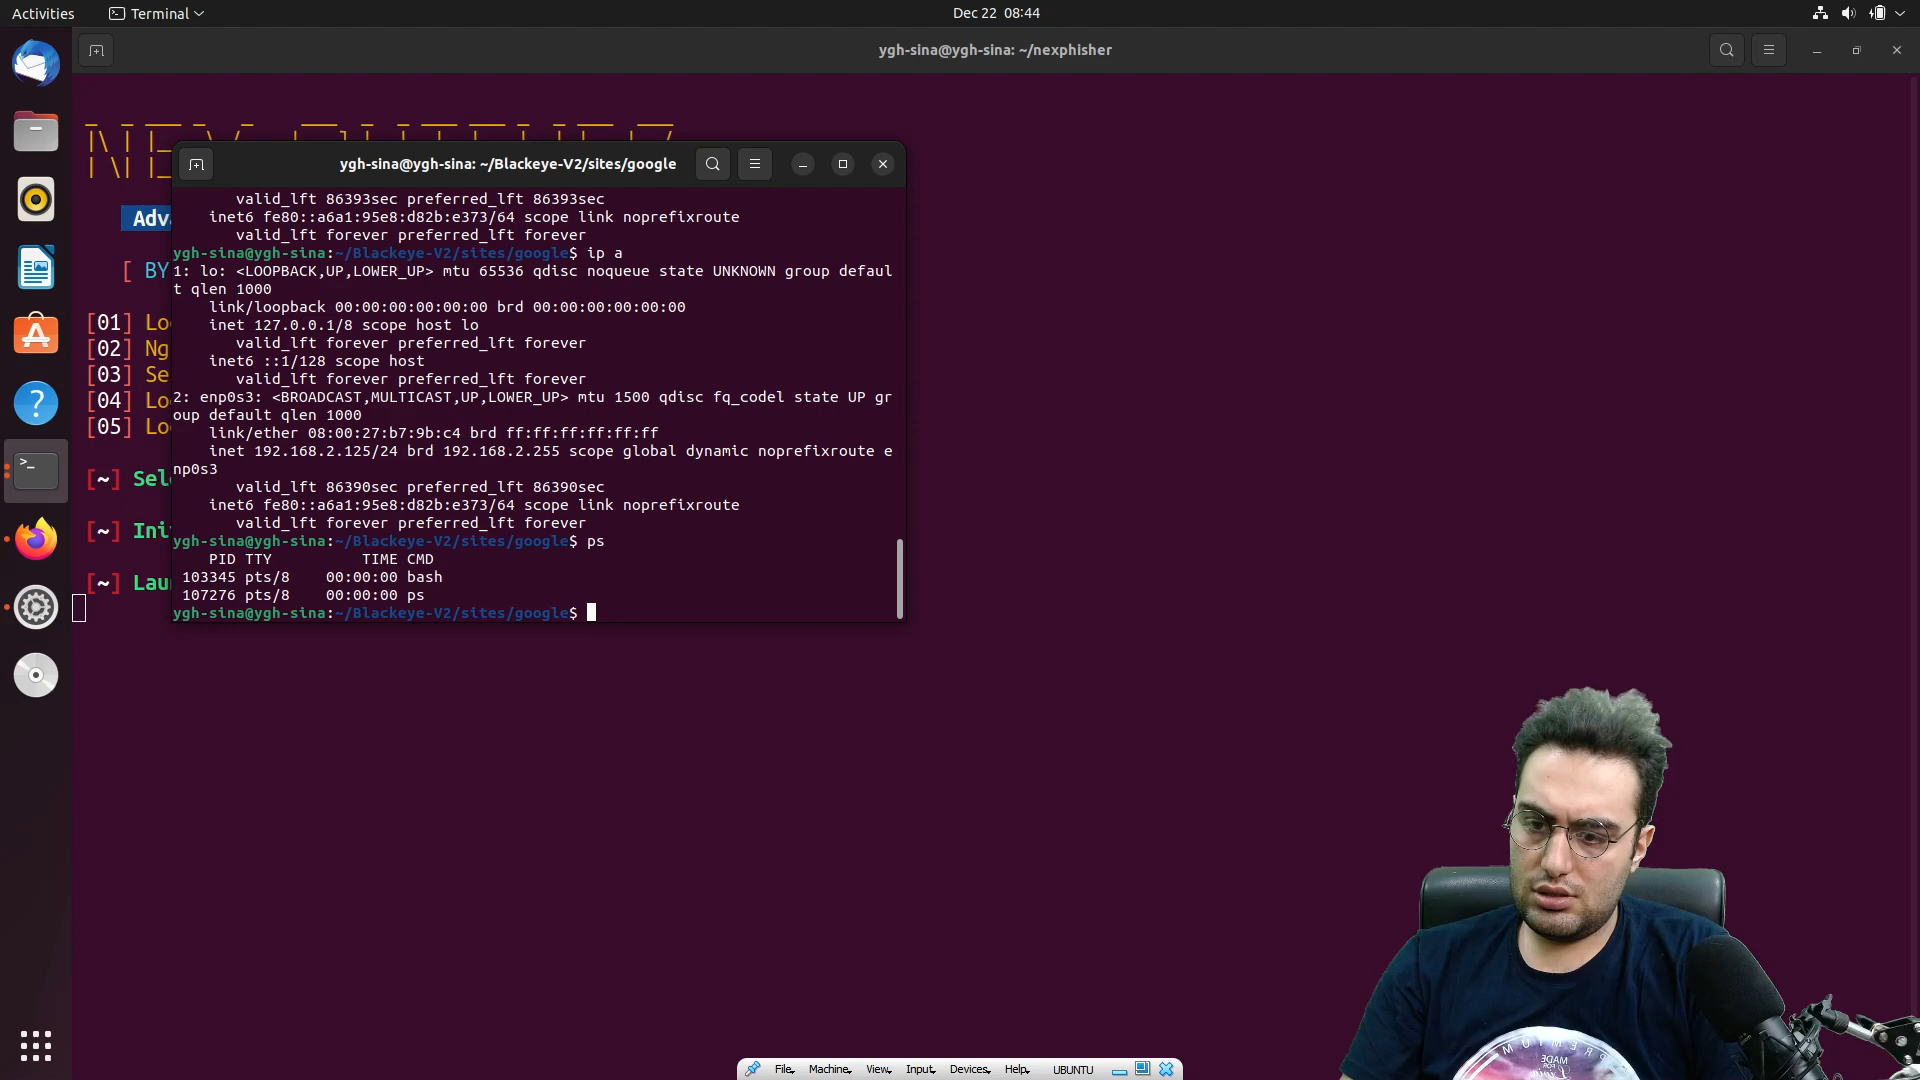 Activities
Terminal
Dec 22 08:44
ygh-sina@ygh-sina: ~/nexphisher
Adv
[ BY
[01] Lo
[02] Ng
[03] Se
[04] Lo
[05] Lo
[~] Sel
[~] Ini
[~] Lau
ygh-sina@ygh-sina: ~/Blackeye-V2/sites/google
valid_lft 86393sec preferred_lft 86393sec
inet6 fe80::a6a1:95e8:d82b:e373/64 scope link noprefixroute
valid_lft forever preferred_lft forever
ygh-sina@ygh-sina:~/Blackeye-V2/sites/google$ ip a
1: lo: <LOOPBACK,UP,LOWER_UP> mtu 65536 qdisc noqueue state UNKNOWN group defaul
t qlen 1000
link/loopback 00:00:00:00:00:00 brd 00:00:00:00:00:00
inet 127.0.0.1/8 scope host lo
valid_lft forever preferred_lft forever
inet6 ::1/128 scope host
valid_lft forever preferred_lft forever
2: enp0s3: <BROADCAST,MULTICAST,UP,LOWER_UP> mtu 1500 qdisc fq_codel state UP gr
oup default qlen 1000
link/ether 08:00:27:b7:9b:c4 brd ff:ff:ff:ff:ff:ff
inet 192.168.2.125/24 brd 192.168.2.255 scope global dynamic noprefixroute e
np0s3
valid_lft 86390sec preferred_lft 86390sec
inet6 fe80::a6a1:95e8:d82b:e373/64 scope link noprefixroute
valid_lft forever preferred_lft forever
ygh-sina@ygh-sina:~/Blackeye-V2/sites/google$ ps
PID TTY TIME CMD
103345 pts/8 00:00:00 bash
107276 pts/8 00:00:00 ps
ygh-sina@ygh-sina:~/Blackeye-V2/sites/google$
File Machine View Input Devices Help UBUNTU